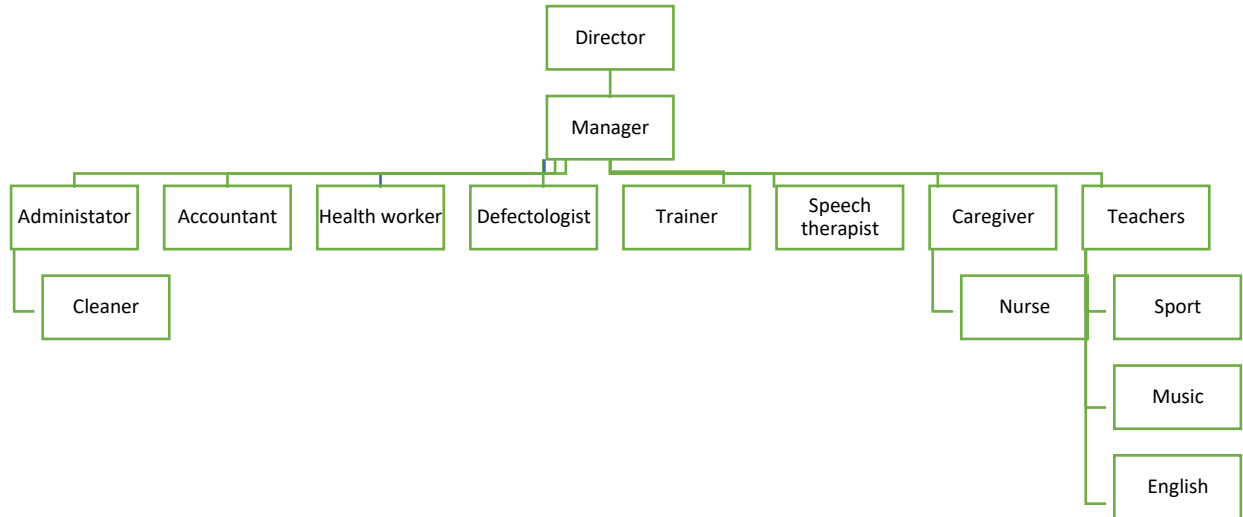 Director
Manager
Administator
Accountant
Health worker
Defectologist
Trainer
Speech
therapist
Caregiver
Teachers
Cleaner
Nurse
Sport
Music
English